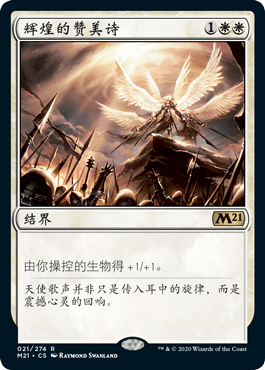 辉煌的赞美诗 1
结界 M21
由你操控的生物得 +1/+1。
天使歌声并非只是传入耳中的旋律，而是
震撼心灵的回响。
021/274 R
M21 • CS RAYMOND SWANLAND
™ & © 2020 Wizards of the Coast